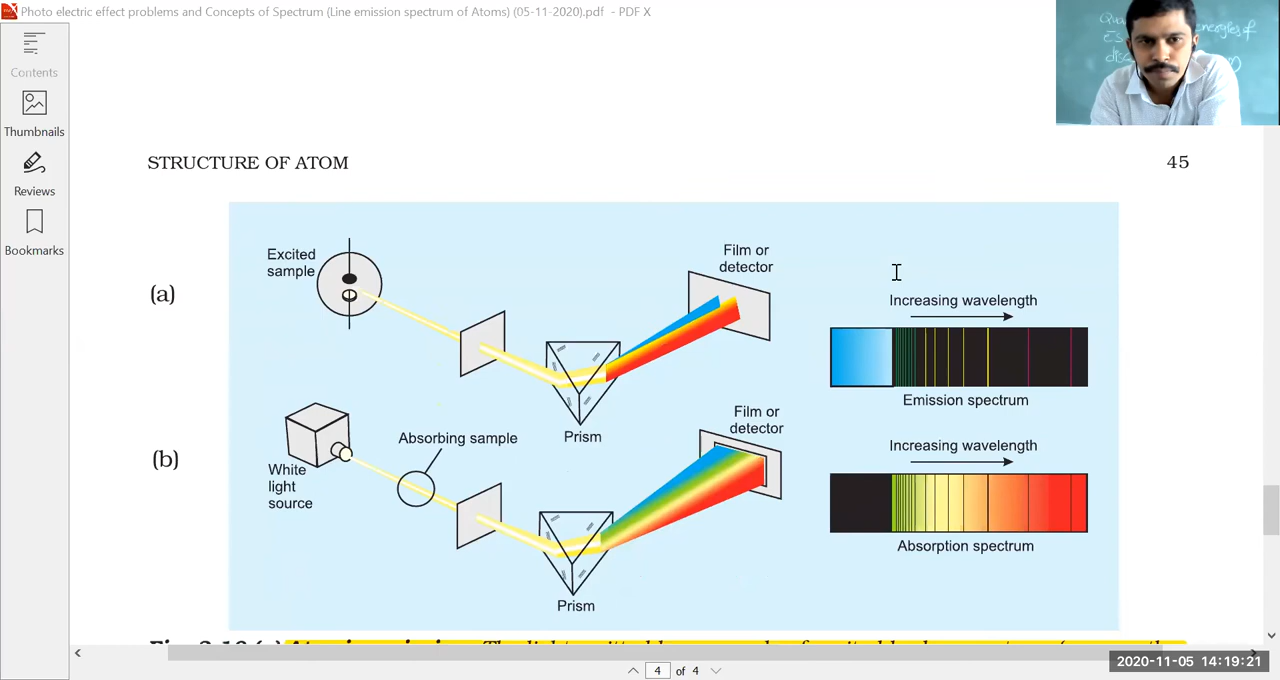 Photo electric effect problems and Concepts of Spectrum (Line emission spectrum of Atoms) (05-11-2020).pdf - PDF X
Contents
Thumbnails
Reviews
Bookmarks
energies of
STRUCTURE OF ATOM 45
(a)
Excited
sample
Film or
detector
Prism
Increasing wavelength
Emission spectrum
(b)
White
light
source
Absorbing sample
Film or
detector
Prism
Increasing wavelength
Absorption spectrum
4 of 4
2020-11-05 14:19:21